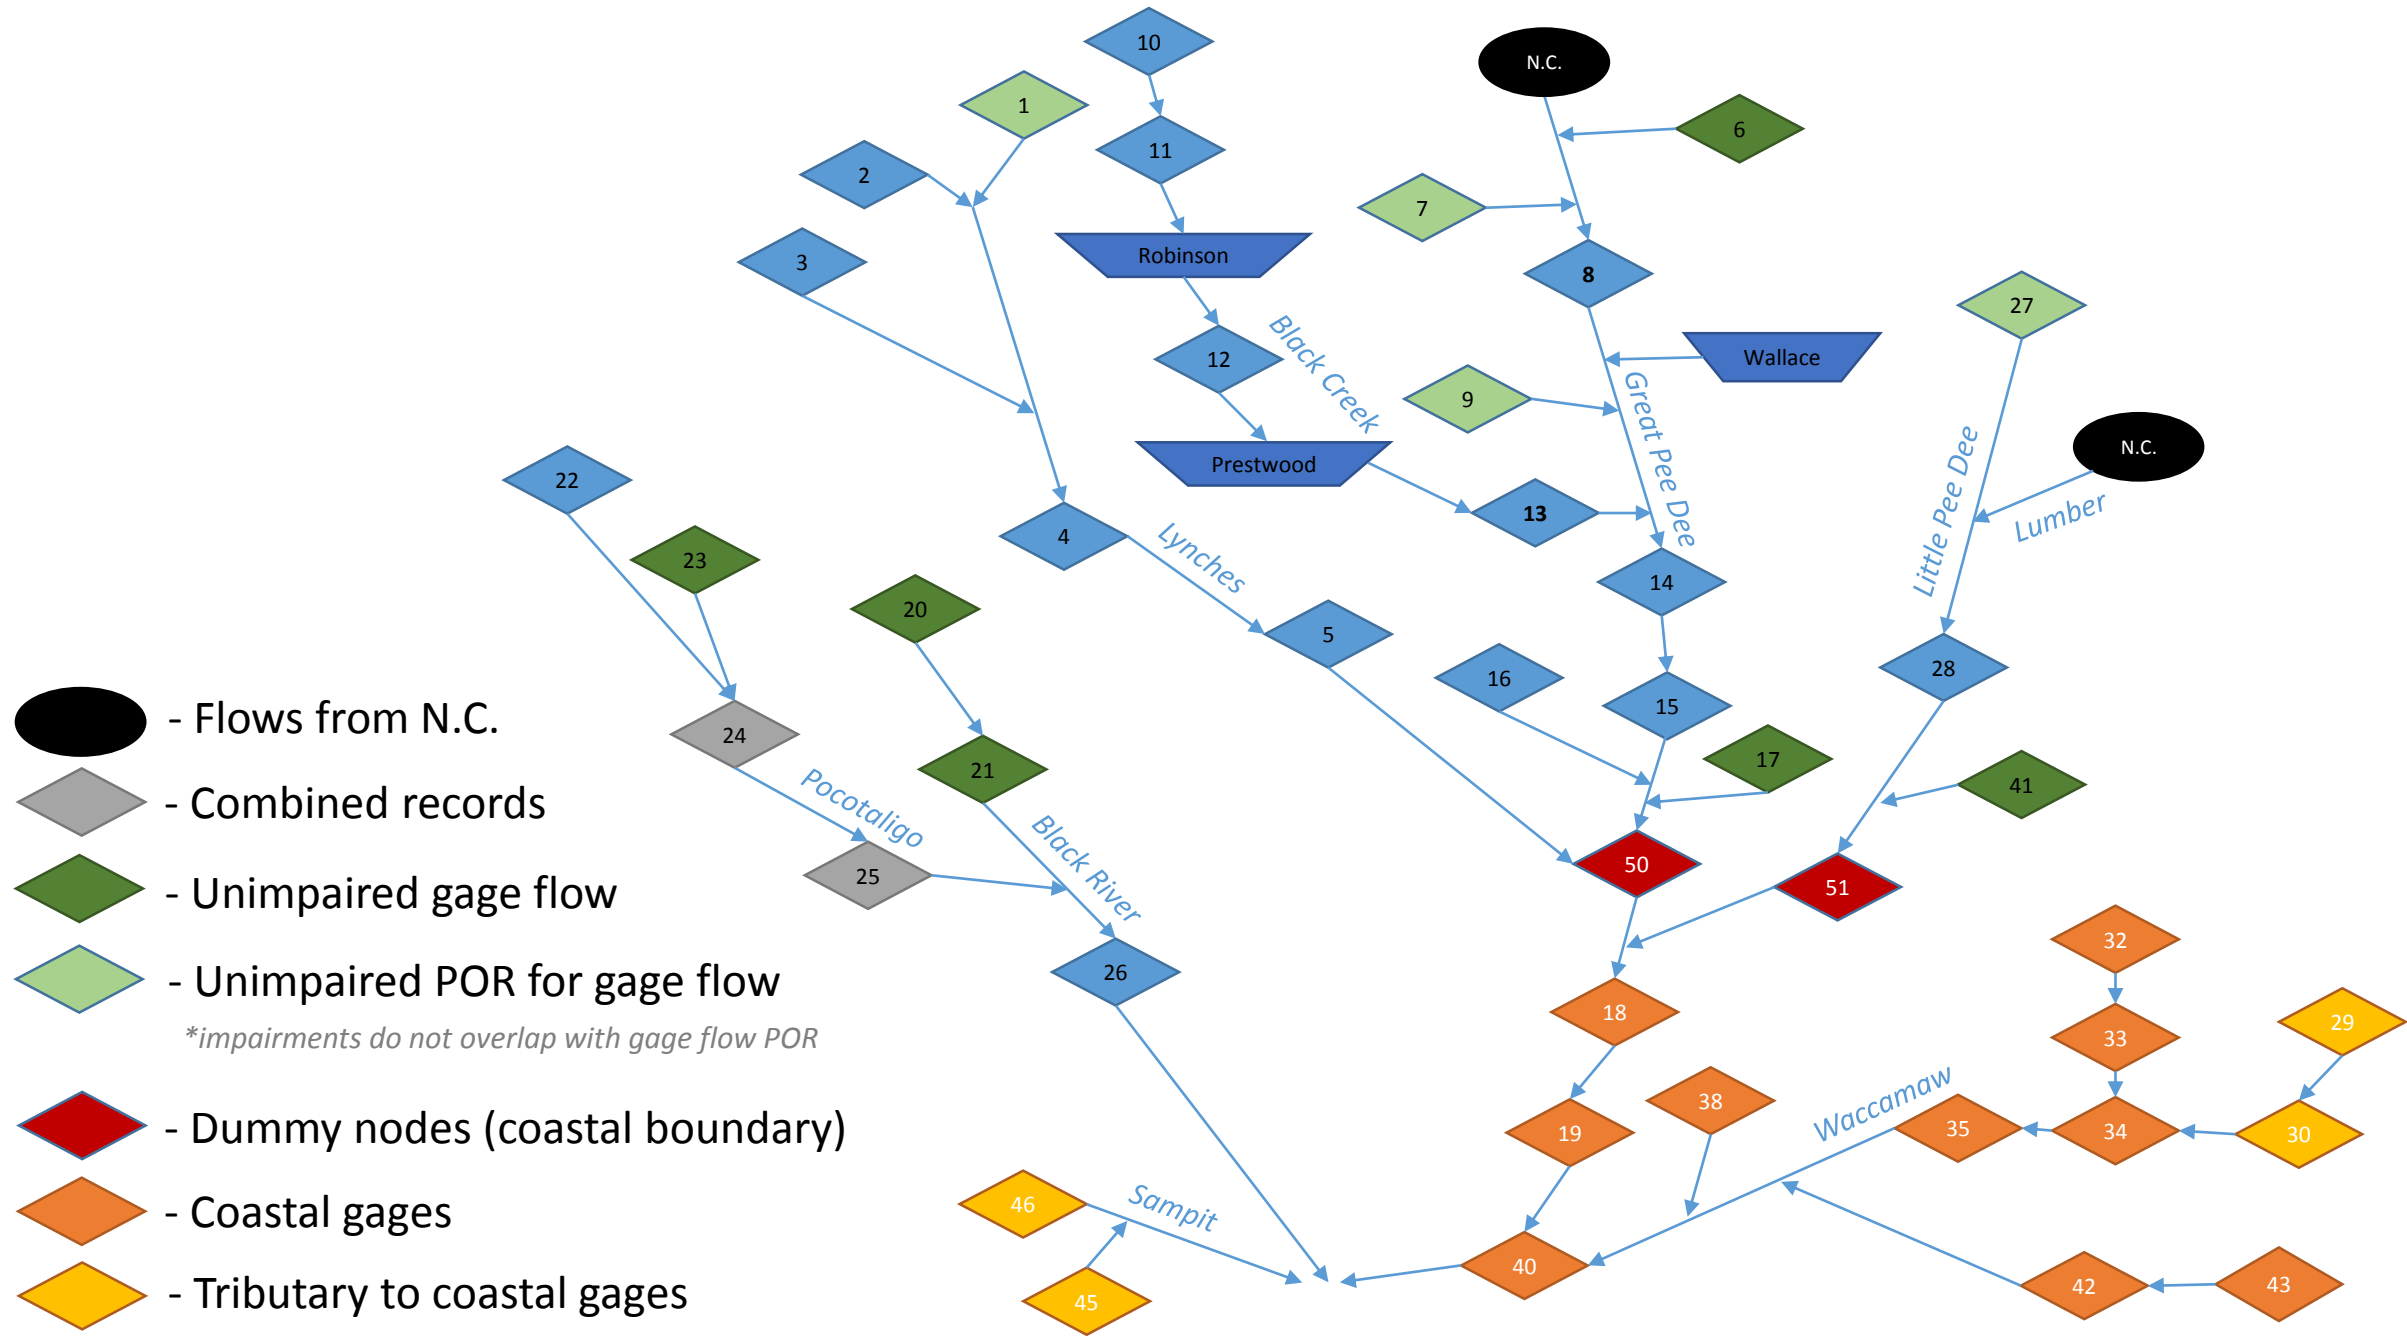 10
N.C.
1
6
11
2
7
Robinson
3
8
27
Black Creek
12
Wallace
Great Pee Dee
9
N.C.
Prestwood
22
Little Pee Dee
Lumber
13
4
23
Lynches
14
20
5
28
16
15
- Flows from N.C.
24
17
21
41
- Combined records
Pocotaligo
Black River
50
25
51
- Unimpaired gage flow
32
26
- Unimpaired POR for gage flow
18
29
*impairments do not overlap with gage flow POR
33
Waccamaw
38
- Dummy nodes (coastal boundary)
19
35
34
30
46
Sampit
- Coastal gages
40
42
43
- Tributary to coastal gages
45